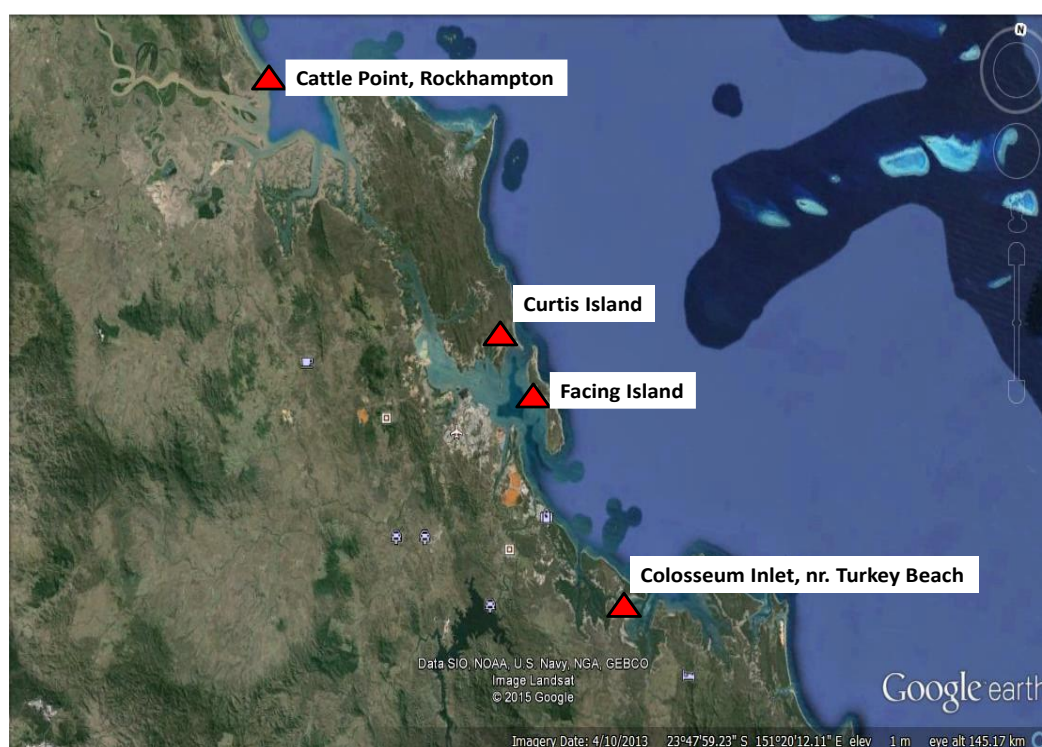 N
Cattle Point, Rockhampton
Curtis Island
Facing Island
Colosseum Inlet, nr. Turkey Beach
Data SIO, NOAA, U.S. Navy, NGA, GEBCO
Image Landsat
© 2015 Google
Google earth
Imagery Date: 4/10/2013 23°47'59.23" S 151°20'12.11" E elev 1 m eye alt 145.17 km